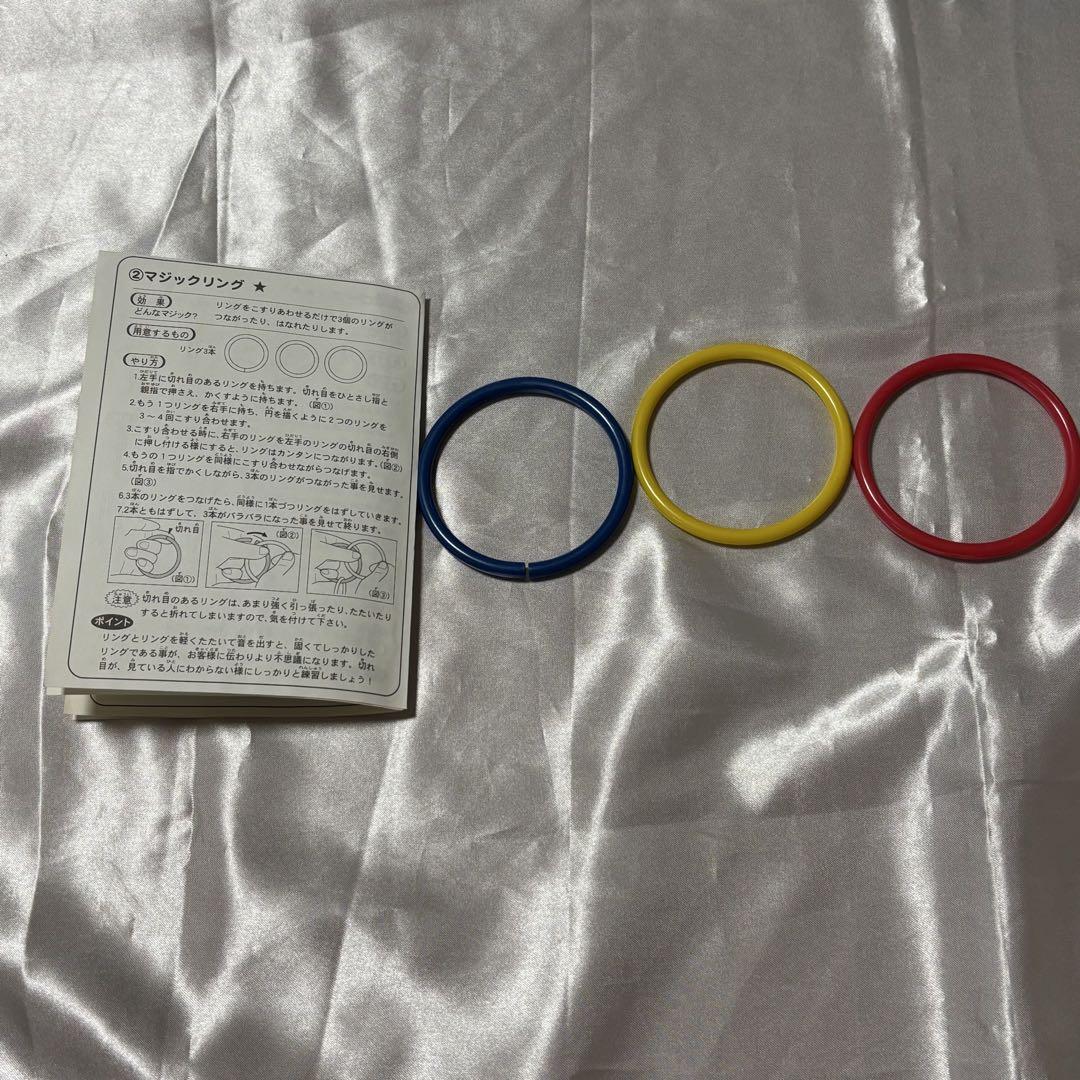 ②マジックリング ★
効果
どんなマジック?
リングをこすりあわせるだけで3個のリングが
つながったり、はなれたりします。
用意するもの
リング3本
やり方
1.左手に切れ目のあるリングを持ちます。切れ目をひとさし指と
親指で押さえ、かくすように持ちます。(図①)
2.もう1つリングを右手に持ち、円を描くように2つのリングを
3〜4回こすり合わせます。
3.こすり合わせる時に、右手のリングを左手のリングの切れ目の右側
に押し付ける様にすると、リングはカンタンにつながります。(図②)
4.もうの1つリングを同様にこすり合わせながらつなげます。
5.切れ目を指でかくしながら、3本のリングがつながった事を見せます。
(図③)
6.3本のリングをつなげたら、同様に1本づつリングをはずしていきます。
7.2本ともはずして、3本がバラバラになった事を見せて終ります。
切れ目
(図①)
(図②)
(図③)
注意 切れ目のあるリングは、あまり強く引っ張ったり、たたいたり
すると折れてしまいますので、気を付けて下さい。
ポイント
リングとリングを軽くたたいて音を出すと、固くてしっかりした
リングである事が、お客様に伝わりより不思議になります。切れ
目が、見ている人にわからない様にしっかりと練習しましょう!